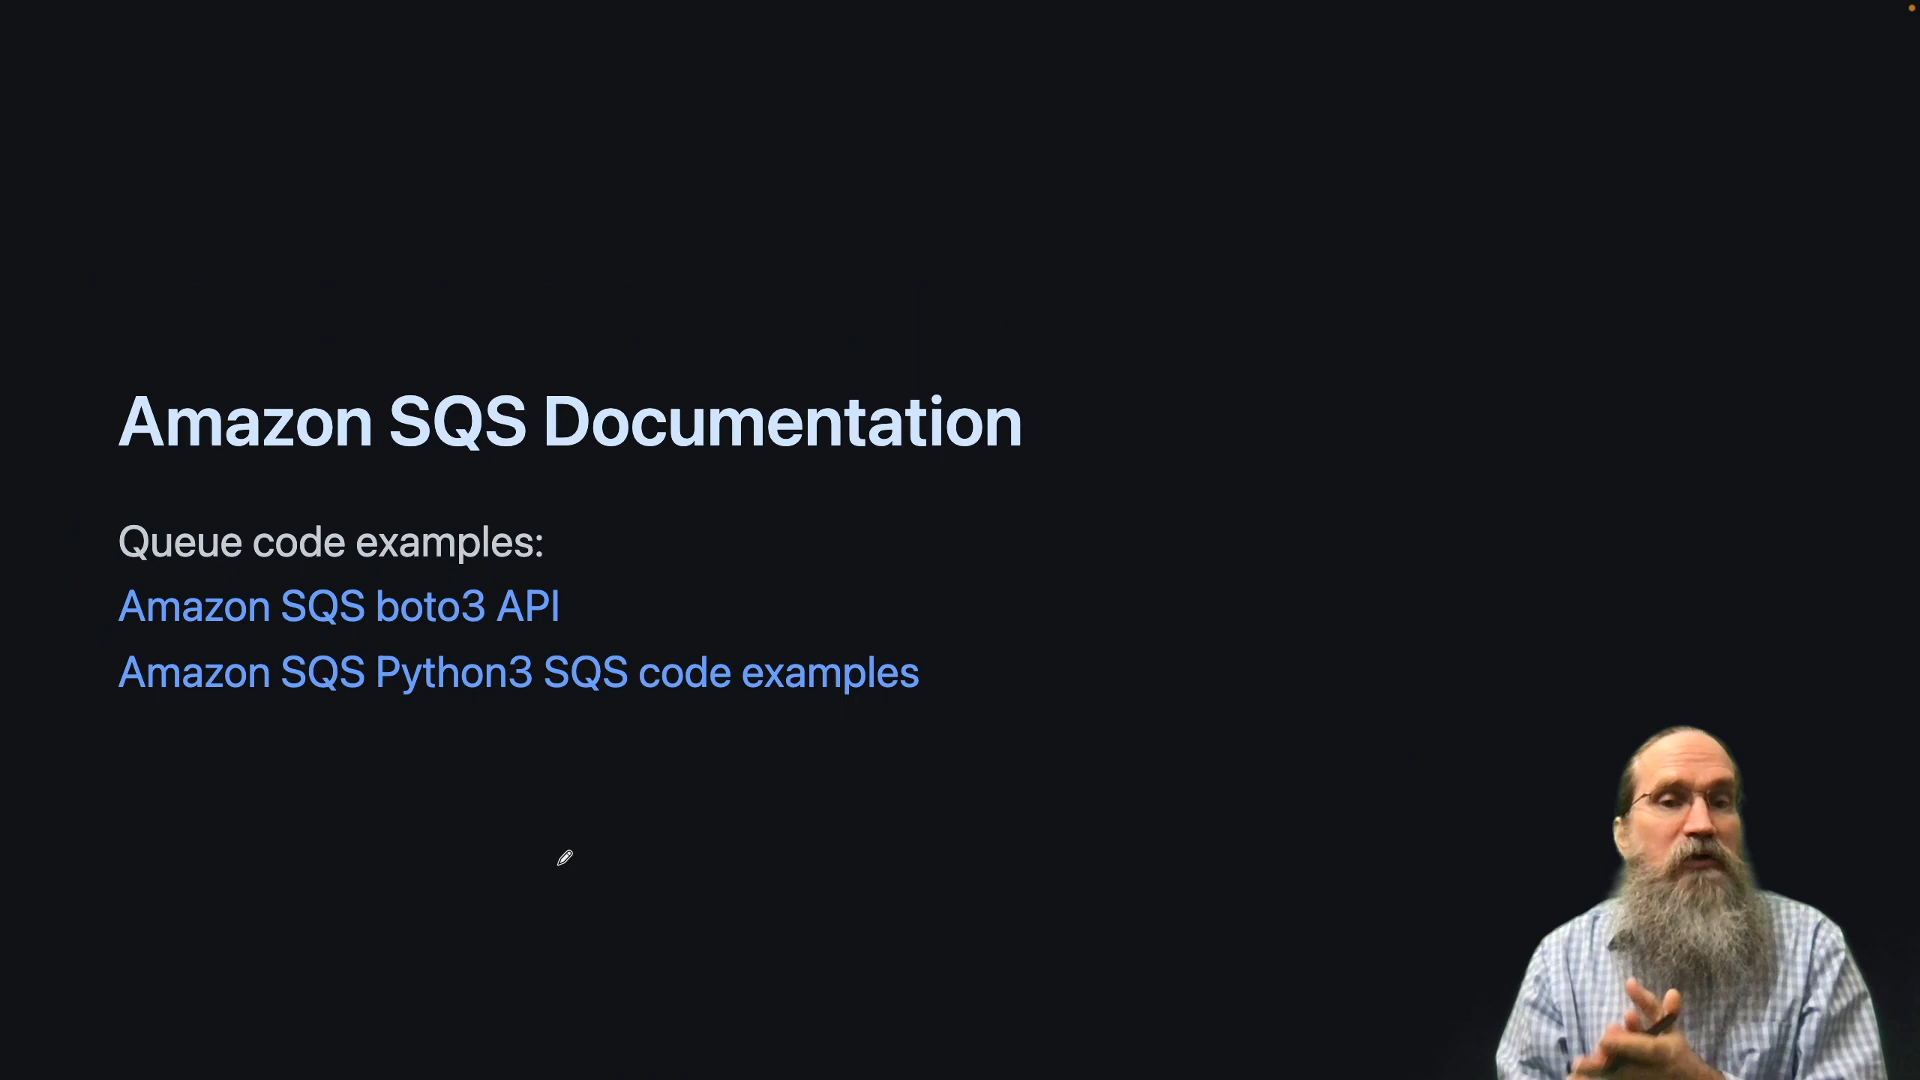 Amazon SQS Documentation
Queue code examples:
Amazon SQS boto3 API
Amazon SQS Python3 SQS code examples